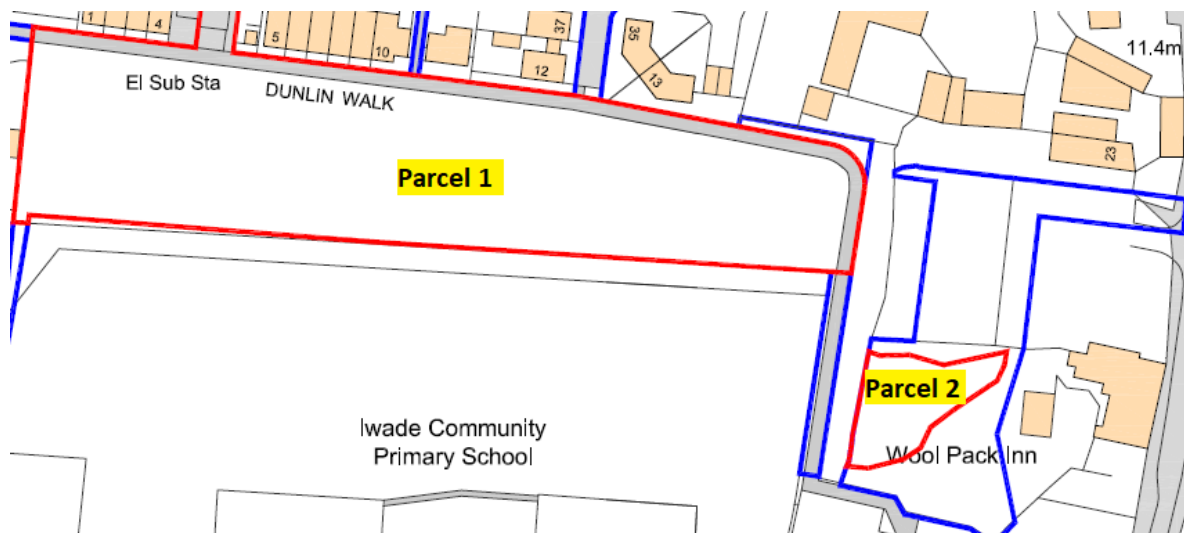 1
4
5
10
37
12
35
13
11.4m
El Sub Sta
DUNLIN WALK
23
Parcel 1
Parcel 2
Iwade Community
Primary School
Wool Pack Inn